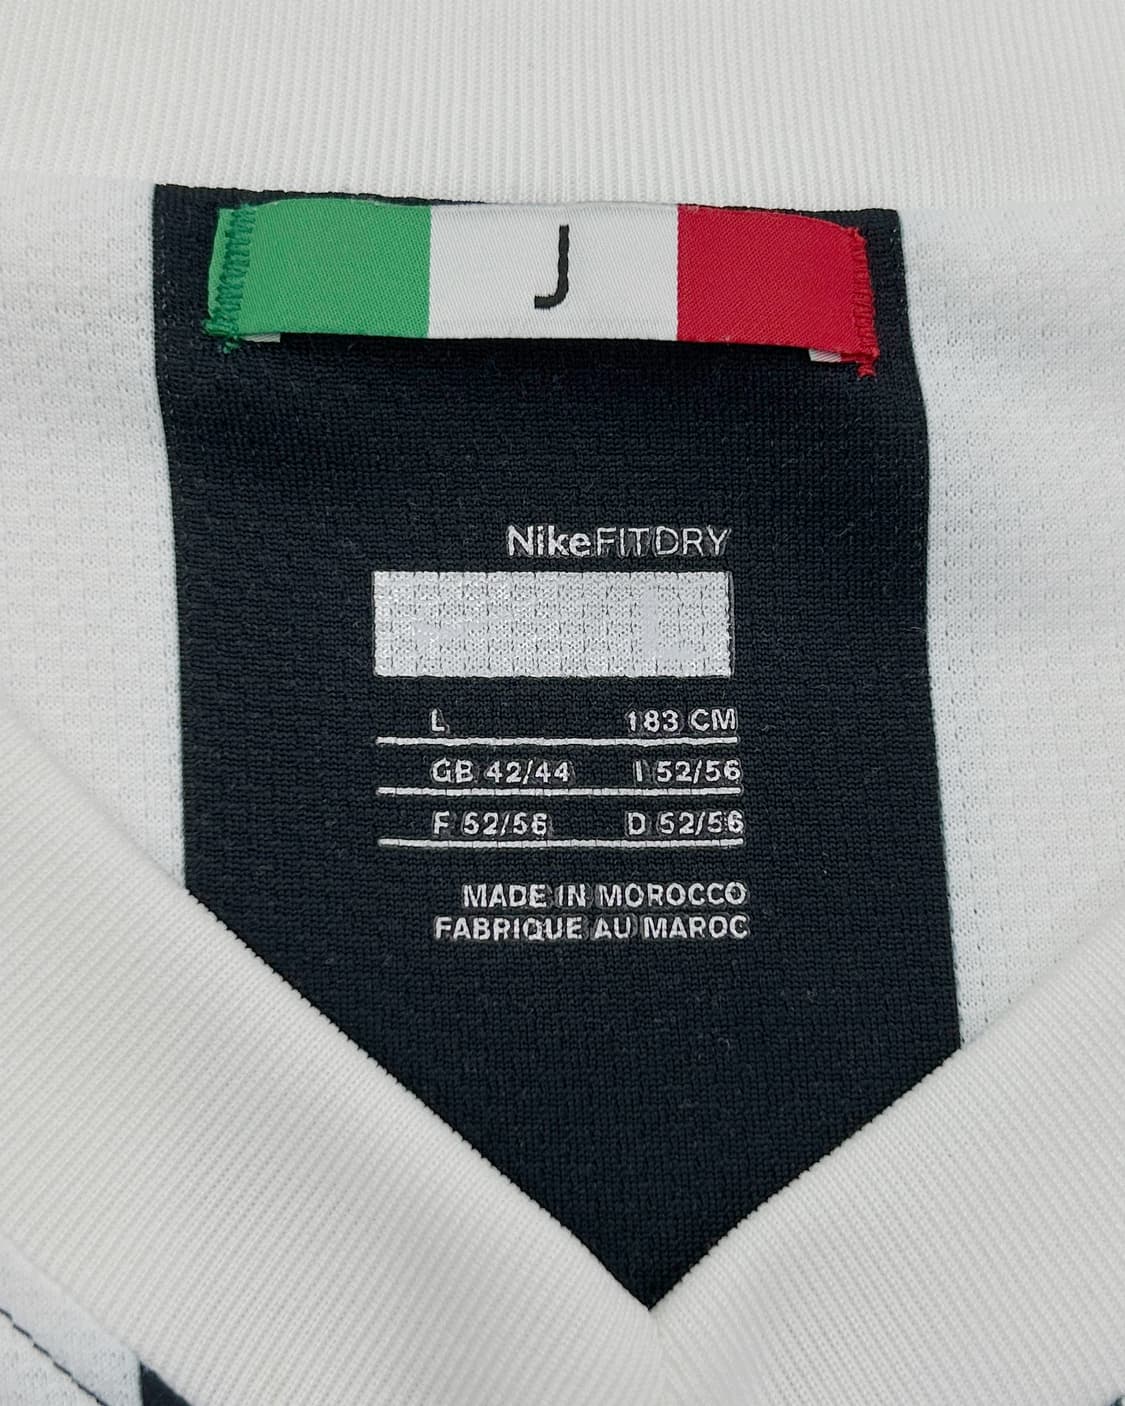 J
NikeFITDRY
L
L 183 CM
GB 42/44 I 52/56
F 52/56 D 52/56
MADE IN MOROCCO
FABRIQUE AU MAROC